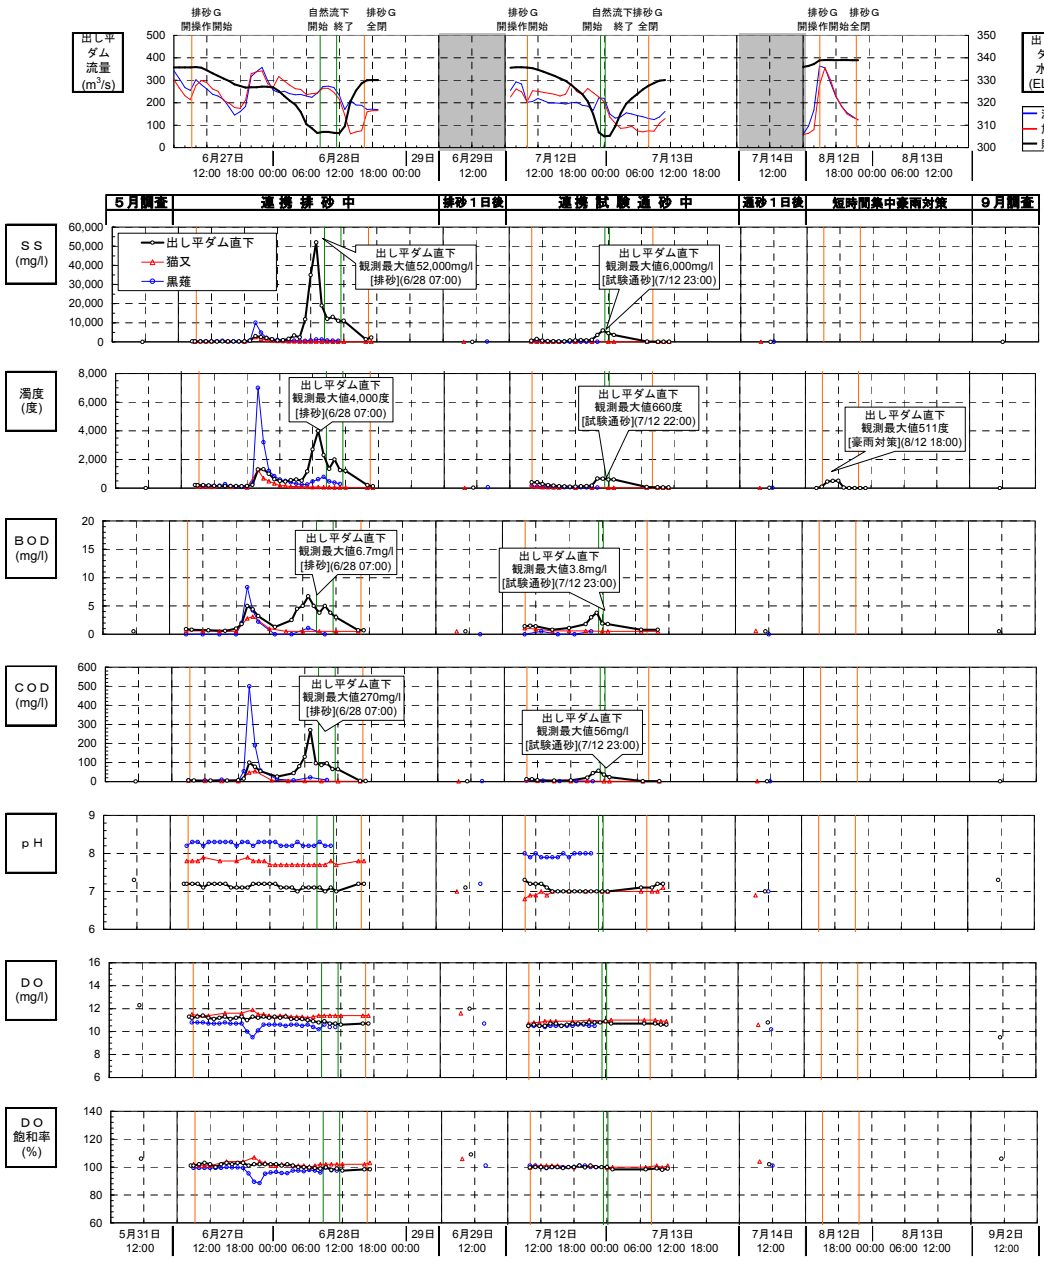 排砂G
開操作開始
自然流下
開始 終了
排砂G
全閉
排砂G
開操作開始
自然流下排砂G
開始 終了 全閉
排砂G 排砂G
開操作開始 全閉
出し平
ダム
流量
(m³/s)
500
400
300
200
100
0
350
340
330
320
310
300
出し
ダ
水
(EL
6月27日 6月28日 29日 6月29日 7月12日 7月13日 7月14日 8月12日 8月13日
12:00 18:00 00:00 06:00 12:00 18:00 00:00 12:00 12:00 18:00 00:00 06:00 12:00 18:00 12:00 12:00 18:00 00:00 06:00 12:00
5月調査 連携排砂中 排砂1日後 連携試験通砂中 通砂1日後 短時間集中豪雨対策 9月調査
SS
(mg/l)
60,000
50,000
40,000
30,000
20,000
10,000
0
出し平ダム直下
猫又
黒薙
出し平ダム直下
観測最大値52,000mg/l
[排砂](6/28 07:00)
出し平ダム直下
観測最大値6,000mg/l
[試験通砂](7/12 23:00)
濁度
(度)
8,000
6,000
4,000
2,000
0
出し平ダム直下
観測最大値4,000度
[排砂](6/28 07:00)
出し平ダム直下
観測最大値660度
[試験通砂](7/12 22:00)
出し平ダム直下
観測最大値511度
[豪雨対策](8/12 18:00)
BOD
(mg/l)
20
15
10
5
0
出し平ダム直下
観測最大値6.7mg/l
[排砂](6/28 07:00)
出し平ダム直下
観測最大値3.8mg/l
[試験通砂](7/12 23:00)
COD
(mg/l)
600
500
400
300
200
100
0
出し平ダム直下
観測最大値270mg/l
[排砂](6/28 07:00)
出し平ダム直下
観測最大値56mg/l
[試験通砂](7/12 23:00)
pH
9
8
7
6
DO
(mg/l)
16
14
12
10
8
6
DO
飽和率
(%)
140
120
100
80
60
5月31日 6月27日 6月28日 29日 6月29日 7月12日 7月13日 7月14日 8月12日 8月13日 9月2日
12:00 12:00 18:00 00:00 06:00 12:00 18:00 00:00 12:00 12:00 18:00 00:00 06:00 12:00 18:00 12:00 12:00 18:00 00:00 06:00 12:00 12:00